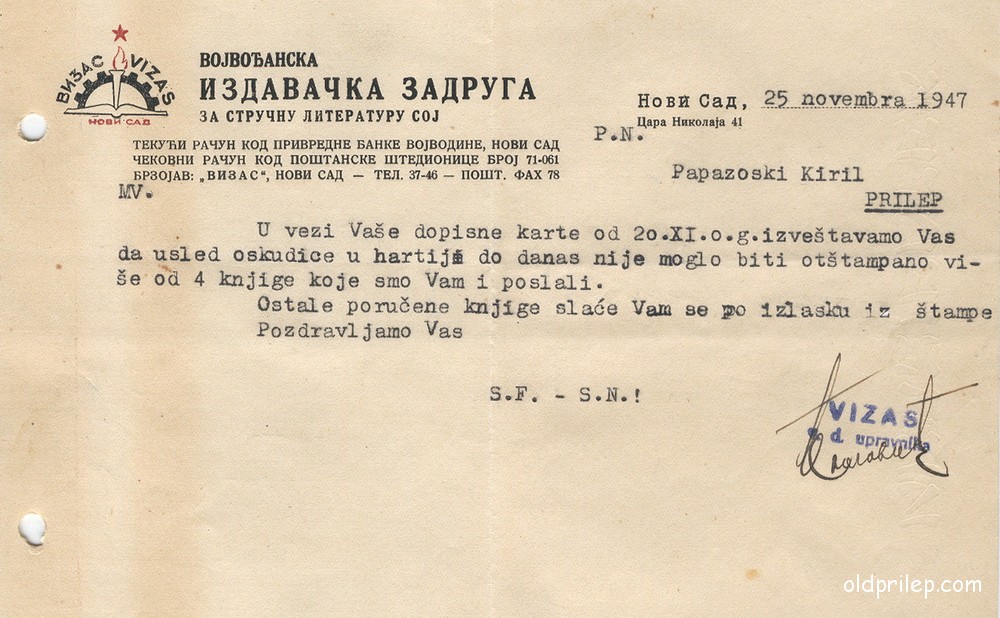 ВИЗАС VIZAS
НОВИ САД
ВОЈВОЂАНСКА
ИЗДАВАЧКА ЗАДРУГА
ЗА СТРУЧНУ ЛИТЕРАТУРУ СОЈ
ТЕКУЋИ РАЧУН КОД ПРИВРЕДНЕ БАНКЕ ВОЈВОДИНЕ, НОВИ САД
ЧЕКОВНИ РАЧУН КОД ПОШТАНСКЕ ШТЕДИОНИЦЕ БРОЈ 71-061
БРЗОЈАВ: „ВИЗАС“, НОВИ САД — ТЕЛ. 37-46 — ПОШТ. ФАХ 78
MV.
Нови Сад, 25 novembra 1947
Цара Николаја 41
P.N.
Papazoski Kiril
PRILEP
U vezi Vaše dopisne karte od 2o.XI.o.g.izveštavamo Vas
da usled oskudice u hartiji do danas nije moglo biti otštampano vi-
še od 4 knjige koje smo Vam i poslali.
Ostale poručene knjige slaće Vam se po izlasku iz štampe
Pozdravljamo Vas
S.F. - S.N.!
VIZAS
d. upravnika
oldprilep.com